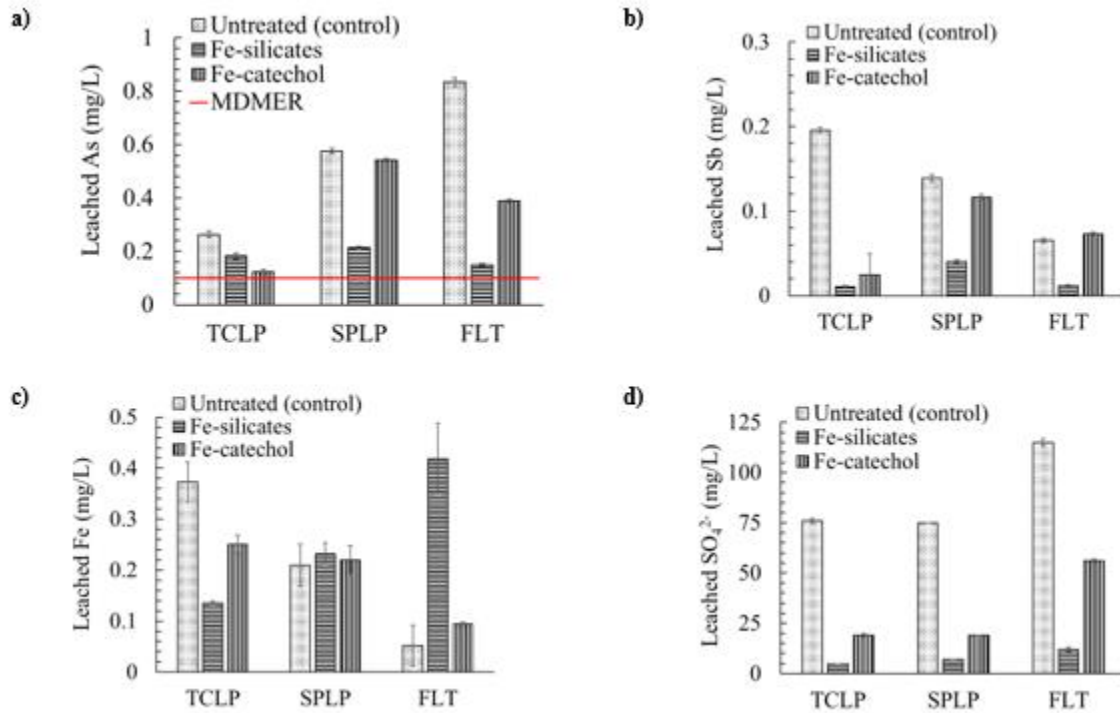 a)
Untreated (control)
Fe-silicates
Fe-catechol
MDMER
Leached As (mg/L)
1
0.8
0.6
0.4
0.2
0
TCLP SPLP FLT
b)
Untreated (control)
Fe-silicates
Fe-catechol
Leached Sb (mg/L)
0.3
0.2
0.1
0
TCLP SPLP FLT
c)
Untreated (control)
Fe-silicates
Fe-catechol
Leached Fe (mg/L)
0.5
0.4
0.3
0.2
0.1
0
TCLP SPLP FLT
d)
Untreated (control)
Fe-silicates
Fe-catechol
Leached SO₄²⁻ (mg/L)
125
100
75
50
25
0
TCLP SPLP FLT